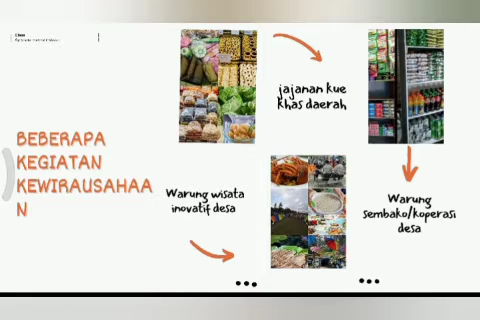 BEBERAPA
KEGIATAN
KEWIRAUSAHAA
N
jajanan kue
khas daerah
Warung wisata
inovatif desa
Warung
sembako/koperasi
desa